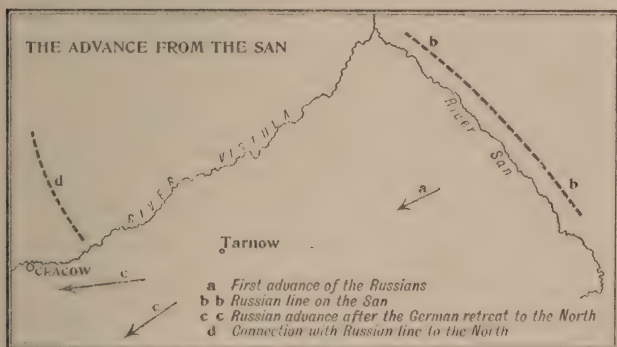 THE ADVANCE FROM THE SAN
b
River San
b
RIVER VISTULA
a
d
Tarnow
CRACOW
c
c
a First advance of the Russians
b b Russian line on the San
c c Russian advance after the German retreat to the North
d Connection with Russian line to the North